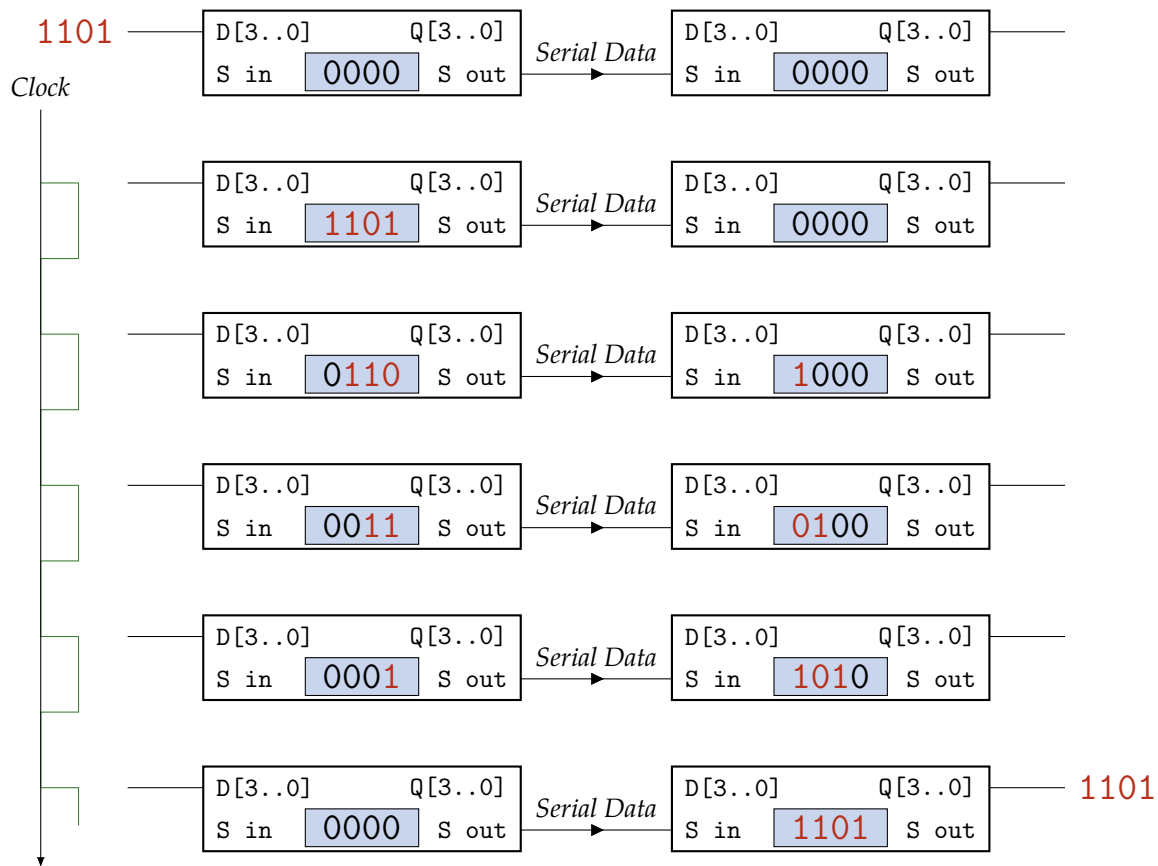 1101 D[3..0] Q[3..0] D[3..0] Q[3..0]
Serial Data
S in 0000 S out S in 0000 S out
Clock
D[3..0] Q[3..0] D[3..0] Q[3..0]
Serial Data
S in 1101 S out S in 0000 S out
D[3..0] Q[3..0] D[3..0] Q[3..0]
Serial Data
S in 0110 S out S in 1000 S out
D[3..0] Q[3..0] D[3..0] Q[3..0]
Serial Data
S in 0011 S out S in 0100 S out
D[3..0] Q[3..0] D[3..0] Q[3..0]
Serial Data
S in 0001 S out S in 1010 S out
D[3..0] Q[3..0] D[3..0] Q[3..0] 1101
Serial Data
S in 0000 S out S in 1101 S out